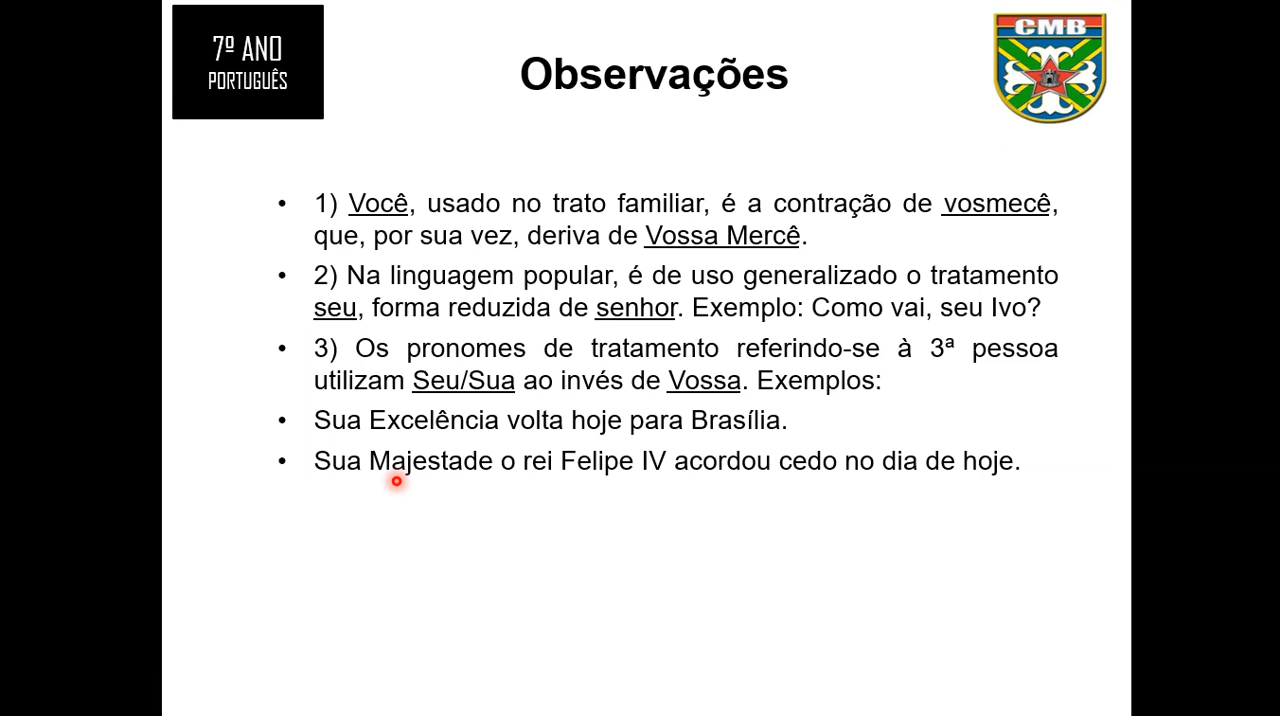 7º ANO
PORTUGUÊS
Observações
CMB
• 1) Você, usado no trato familiar, é a contração de vosmecê,
que, por sua vez, deriva de Vossa Mercê.
• 2) Na linguagem popular, é de uso generalizado o tratamento
seu, forma reduzida de senhor. Exemplo: Como vai, seu Ivo?
• 3) Os pronomes de tratamento referindo-se à 3ª pessoa
utilizam Seu/Sua ao invés de Vossa. Exemplos:
• Sua Excelência volta hoje para Brasília.
• Sua Majestade o rei Felipe IV acordou cedo no dia de hoje.